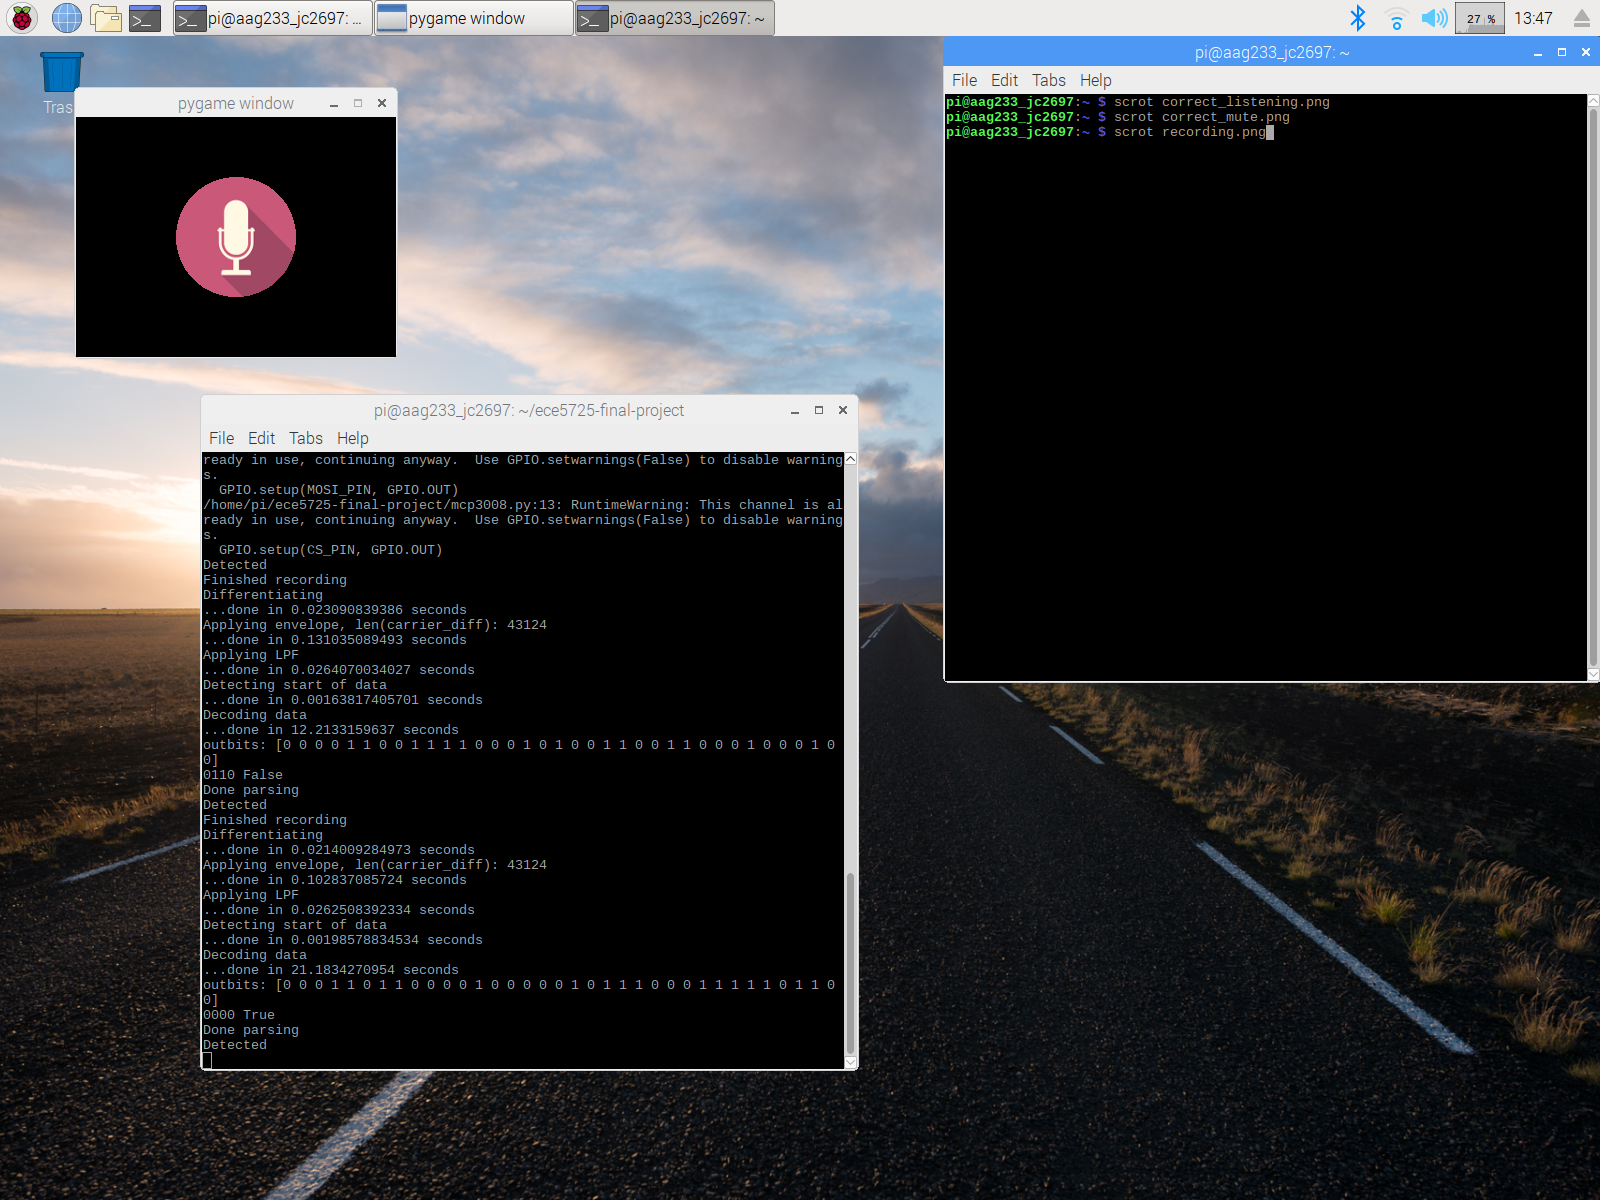 pi@aag233_jc2697: ...
pygame window
pi@aag233_jc2697: ~
27 %
13:47
Tras
pygame window
pi@aag233_jc2697: ~
File Edit Tabs Help
pi@aag233_jc2697:~ $ scrot correct_listening.png
pi@aag233_jc2697:~ $ scrot correct_mute.png
pi@aag233_jc2697:~ $ scrot recording.png
pi@aag233_jc2697: ~/ece5725-final-project
File Edit Tabs Help
ready in use, continuing anyway.  Use GPIO.setwarnings(False) to disable warning
s.
  GPIO.setup(MOSI_PIN, GPIO.OUT)
/home/pi/ece5725-final-project/mcp3008.py:13: RuntimeWarning: This channel is al
ready in use, continuing anyway.  Use GPIO.setwarnings(False) to disable warning
s.
  GPIO.setup(CS_PIN, GPIO.OUT)
Detected
Finished recording
Differentiating
...done in 0.023090839386 seconds
Applying envelope, len(carrier_diff): 43124
...done in 0.131035089493 seconds
Applying LPF
...done in 0.0264070034027 seconds
Detecting start of data
...done in 0.00163817405701 seconds
Decoding data
...done in 12.2133159637 seconds
outbits: [0 0 0 0 1 1 0 0 1 1 1 1 0 0 0 1 0 1 0 0 1 1 0 0 1 1 0 0 0 1 0 0 0 1 0
0]
0110 False
Done parsing
Detected
Finished recording
Differentiating
...done in 0.0214009284973 seconds
Applying envelope, len(carrier_diff): 43124
...done in 0.102837085724 seconds
Applying LPF
...done in 0.0262508392334 seconds
Detecting start of data
...done in 0.00198578834534 seconds
Decoding data
...done in 21.1834270954 seconds
outbits: [0 0 0 1 1 0 1 1 0 0 0 0 1 0 0 0 0 0 1 0 1 1 1 0 0 0 1 1 1 1 1 0 1 1 0
0]
0000 True
Done parsing
Detected